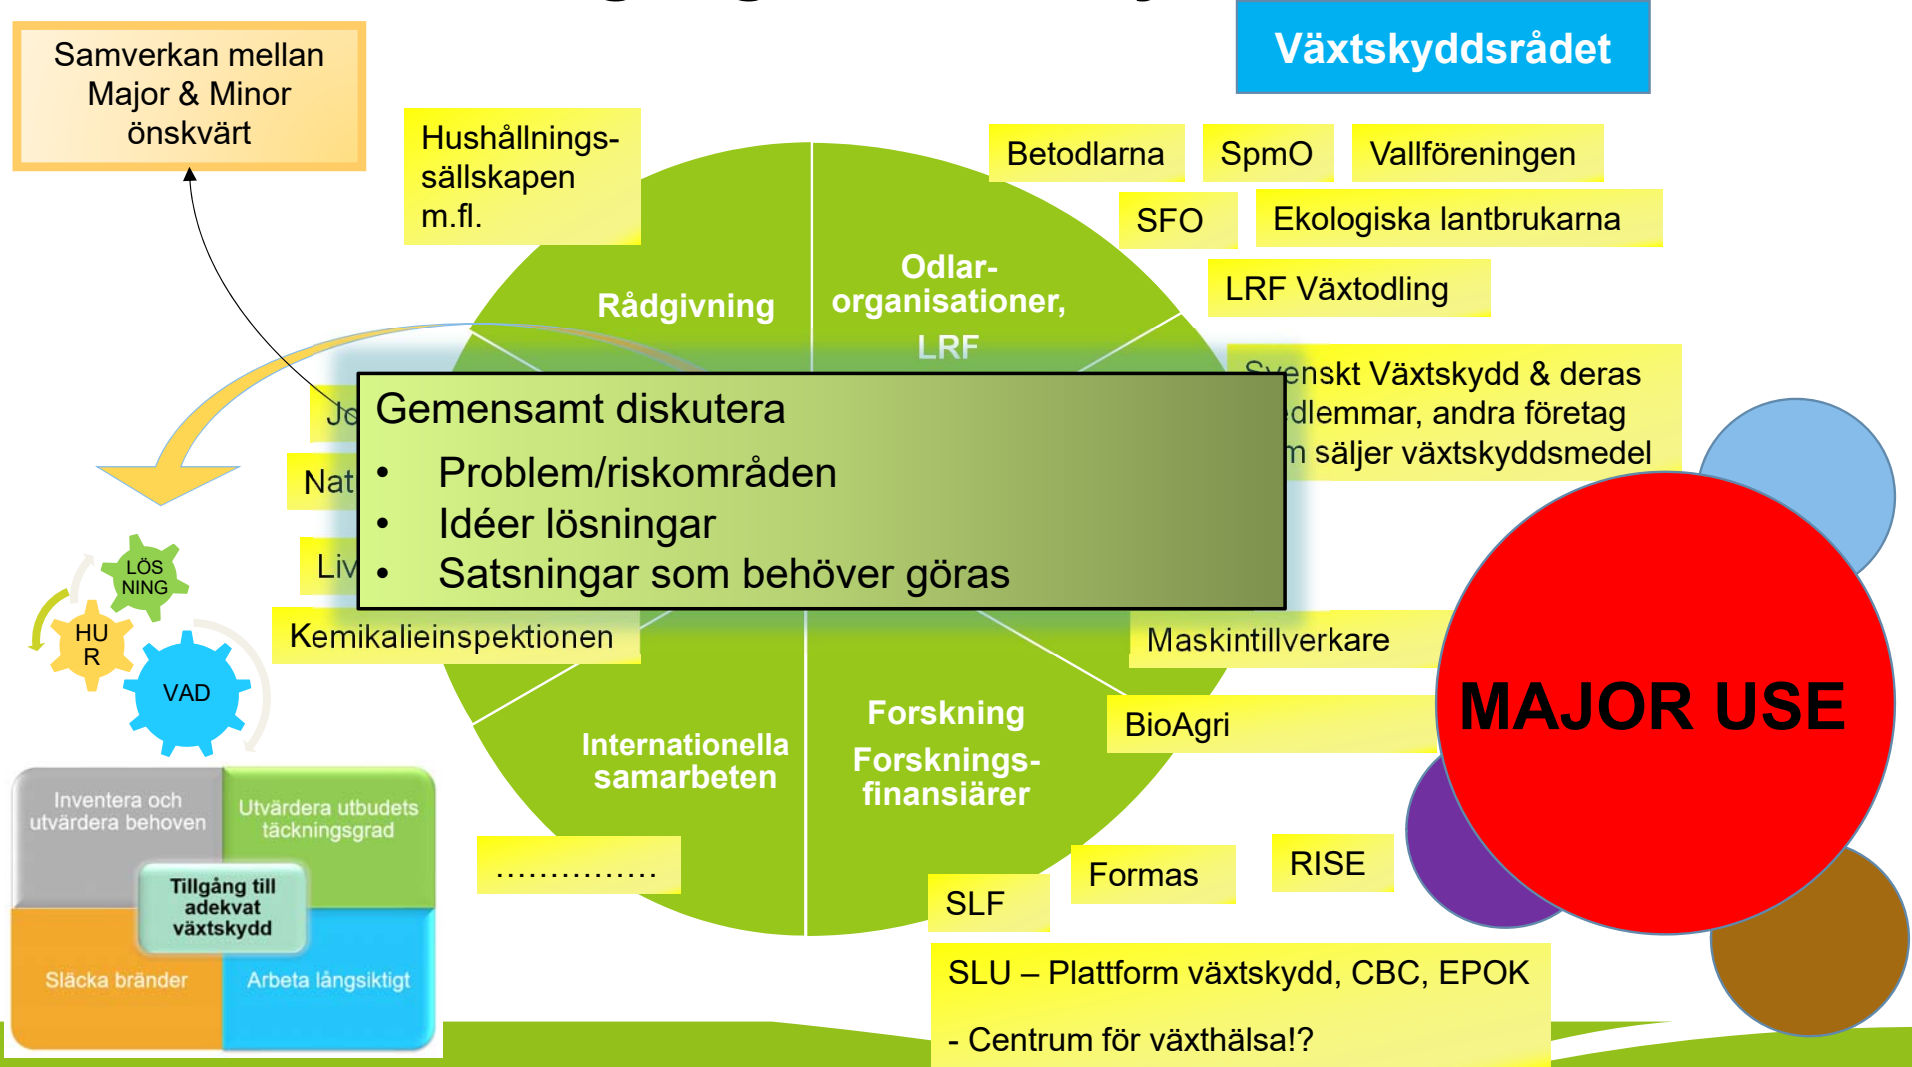 Växtskyddsrådet
Samverkan mellan
Major & Minor
önskvärt
Hushållnings-
sällskapen
m.fl.
Betodlarna
SpmO
Vallföreningen
SFO
Ekologiska lantbrukarna
LRF Växtodling
Rådgivning
Odlar-
organisationer,
LRF
Svenskt Växtskydd & deras
andra företag
säljer växtskyddsmedel
Gemensamt diskutera
• Problem/riskområden
• Idéer lösningar
• Satsningar som behöver göras
Kemikalieinspektionen
Maskintillverkare
BioAgri
MAJOR USE
LÖS
NING
HU
R
VAD
Internationella
samarbeten
Forskning
Forsknings-
finansiärer
Inventera och
utvärdera behoven
Utvärdera utbudets
täckningsgrad
Tillgång till
adekvat
växtskydd
Släcka bränder
Arbeta långsiktigt
……………
SLF
Formas
RISE
SLU – Plattform växtskydd, CBC, EPOK
- Centrum för växthälsa!?